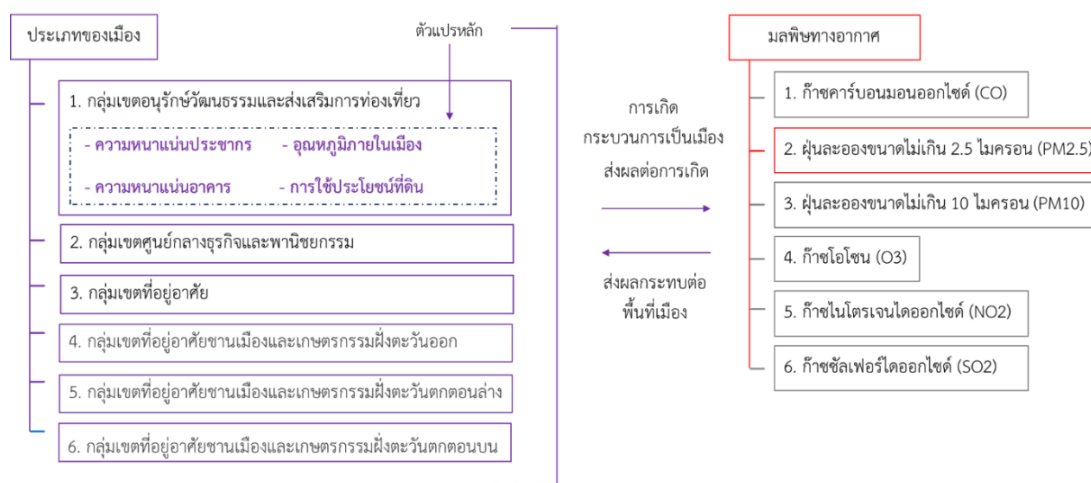 ประเภทของเมือง
ตัวแปรหลัก
1. กลุ่มเขตอนุรักษ์วัฒนธรรมและส่งเสริมการท่องเที่ยว
- ความหนาแน่นประชากร - อุณหภูมิภายในเมือง
- ความหนาแน่นอาคาร - การใช้ประโยชน์ที่ดิน
2. กลุ่มเขตศูนย์กลางธุรกิจและพานิชยกรรม
3. กลุ่มเขตที่อยู่อาศัย
4. กลุ่มเขตที่อยู่อาศัยชานเมืองและเกษตรกรรมฝั่งตะวันออก
5. กลุ่มเขตที่อยู่อาศัยชานเมืองและเกษตรกรรมฝั่งตะวันตกตอนล่าง
6. กลุ่มเขตที่อยู่อาศัยชานเมืองและเกษตรกรรมฝั่งตะวันตกตอนบน
การเกิด
กระบวนการเป็นเมือง
ส่งผลต่อการเกิด
ส่งผลกระทบต่อ
พื้นที่เมือง
มลพิษทางอากาศ
1. ก๊าซคาร์บอนมอนออกไซด์ (CO)
2. ฝุ่นละอองขนาดไม่เกิน 2.5 ไมครอน (PM2.5)
3. ฝุ่นละอองขนาดไม่เกิน 10 ไมครอน (PM10)
4. ก๊าซโอโซน (O3)
5. ก๊าซไนโตรเจนไดออกไซด์ (NO2)
6. ก๊าซซัลเฟอร์ไดออกไซด์ (SO2)